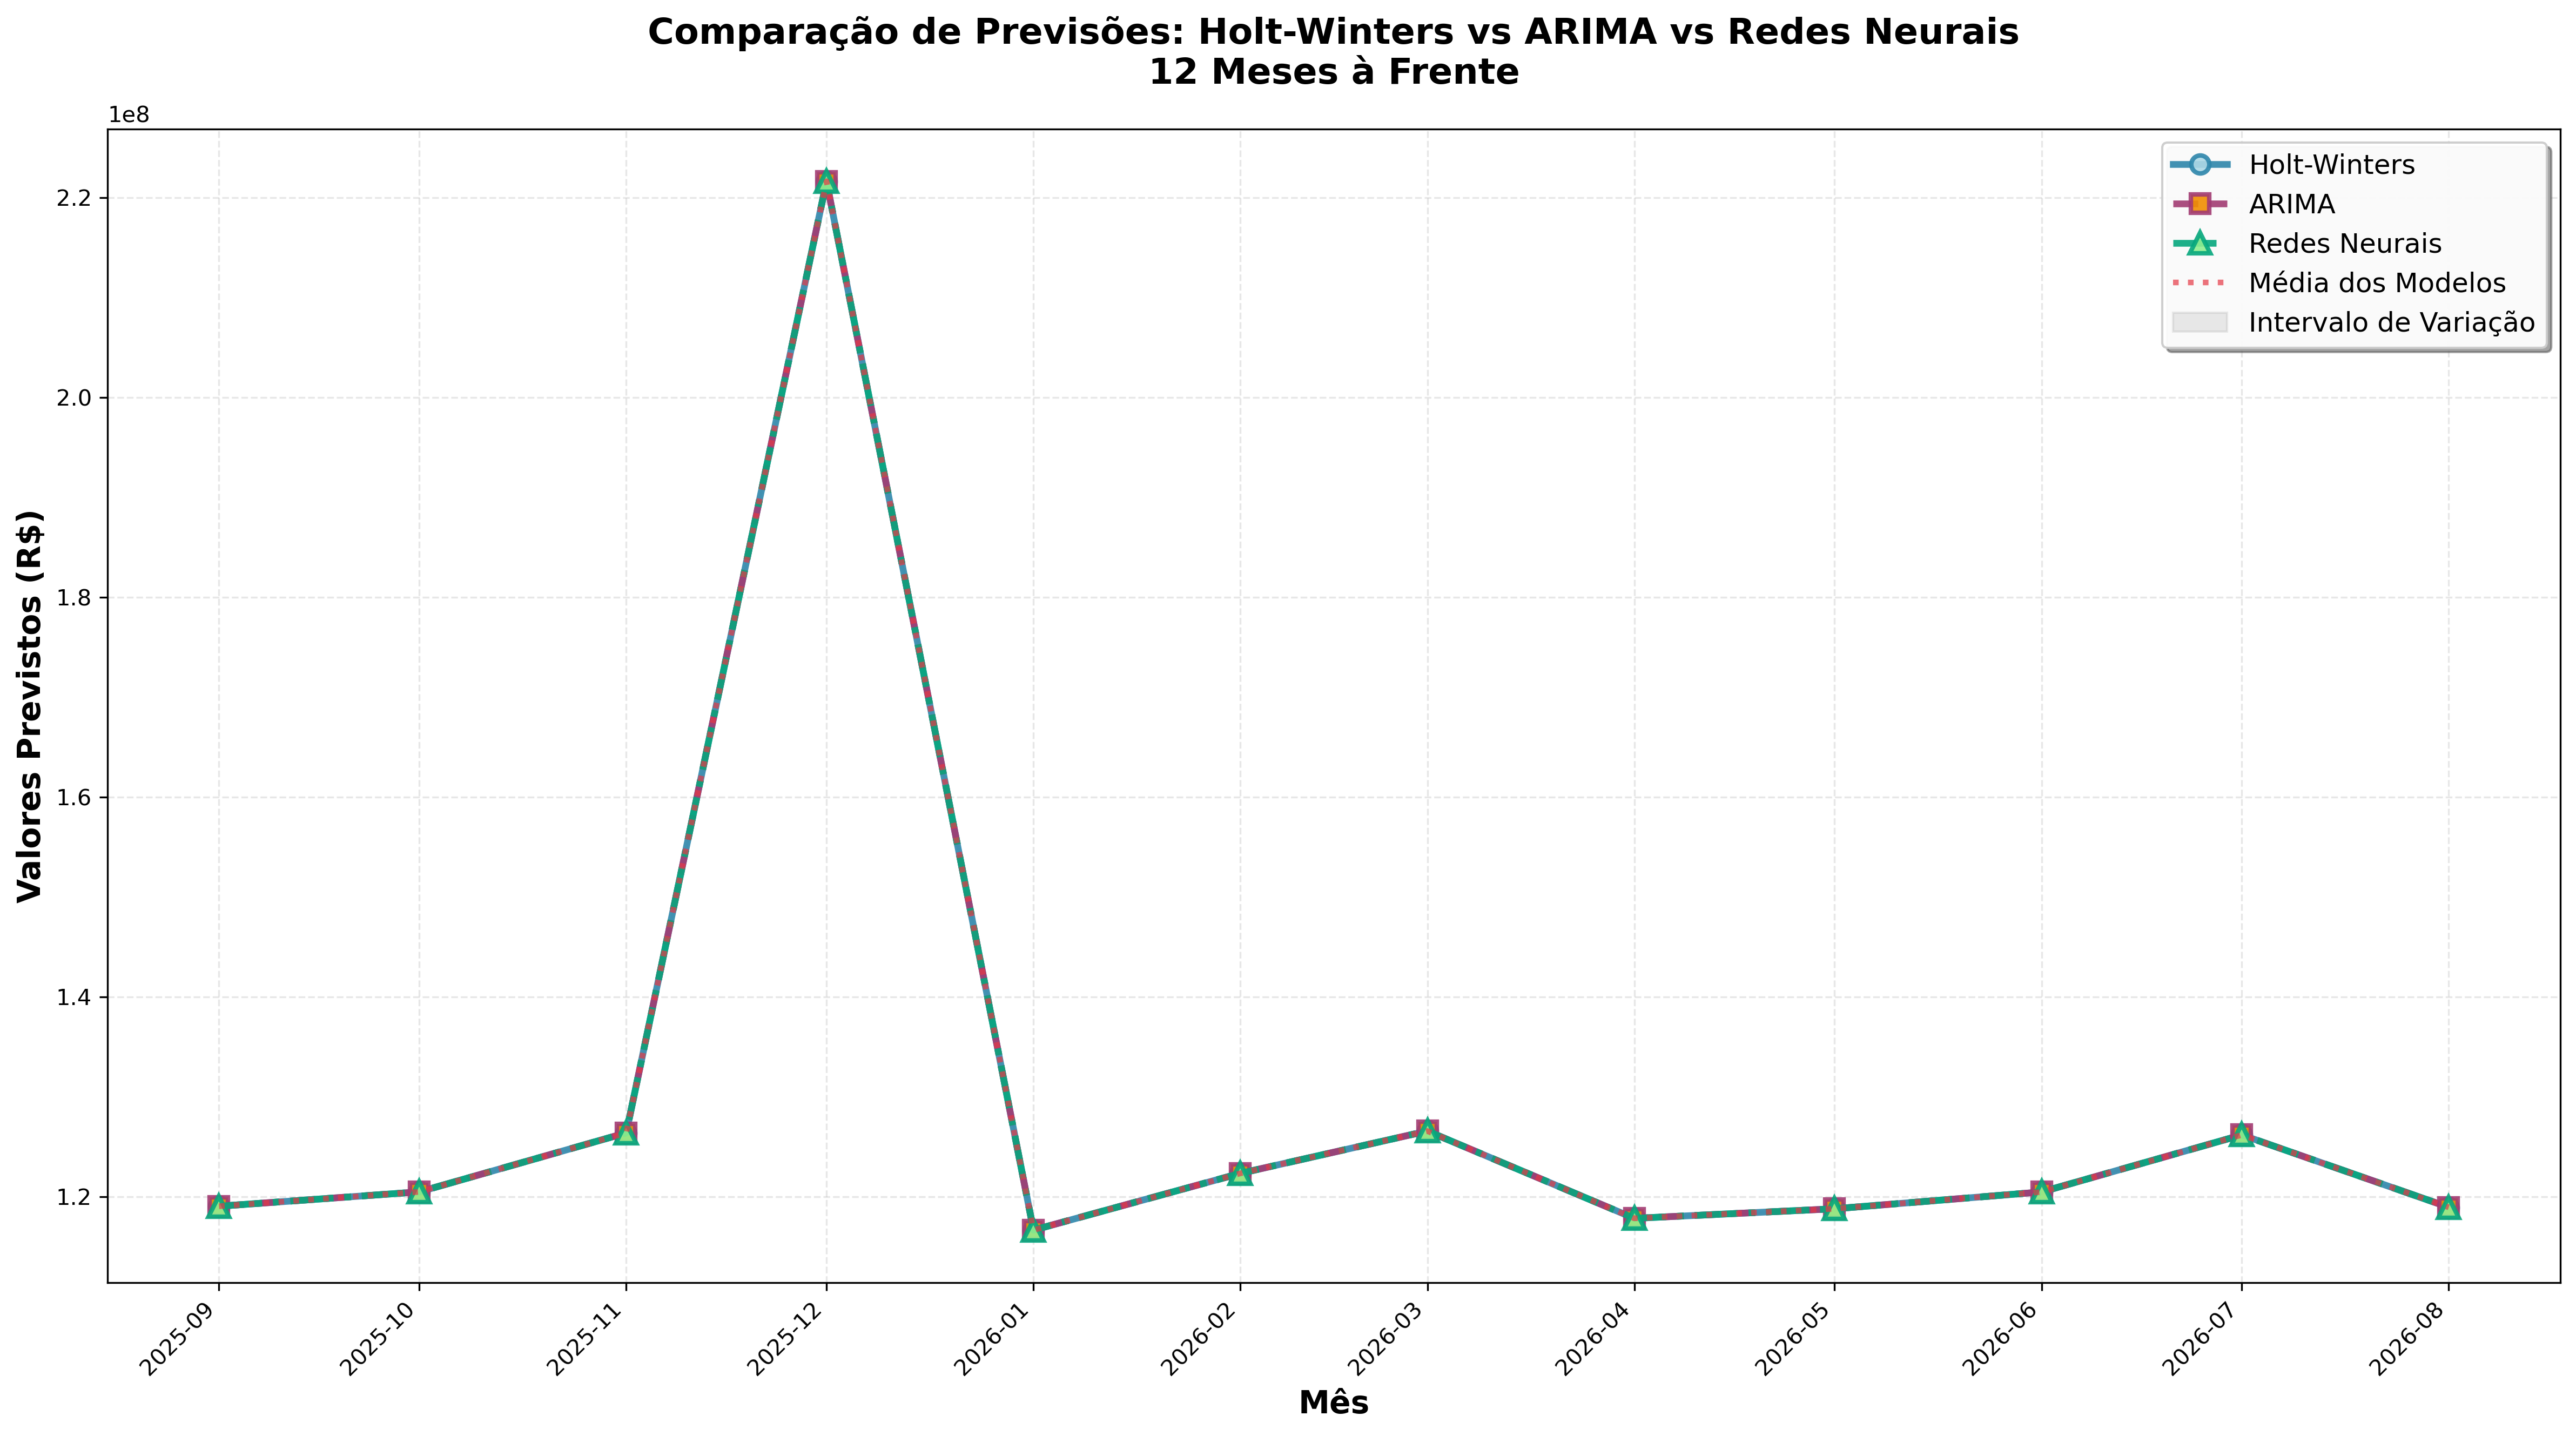 Comparação de Previsões: Holt-Winters vs ARIMA vs Redes Neurais
12 Meses à Frente
1e8
Holt-Winters
ARIMA
Redes Neurais
Média dos Modelos
Intervalo de Variação
2.2
2.0
1.8
1.6
1.4
1.2
Valores Previstos (R$)
2025-09
2025-10
2025-11
2025-12
2026-01
2026-02
2026-03
2026-04
2026-05
2026-06
2026-07
2026-08
Mês